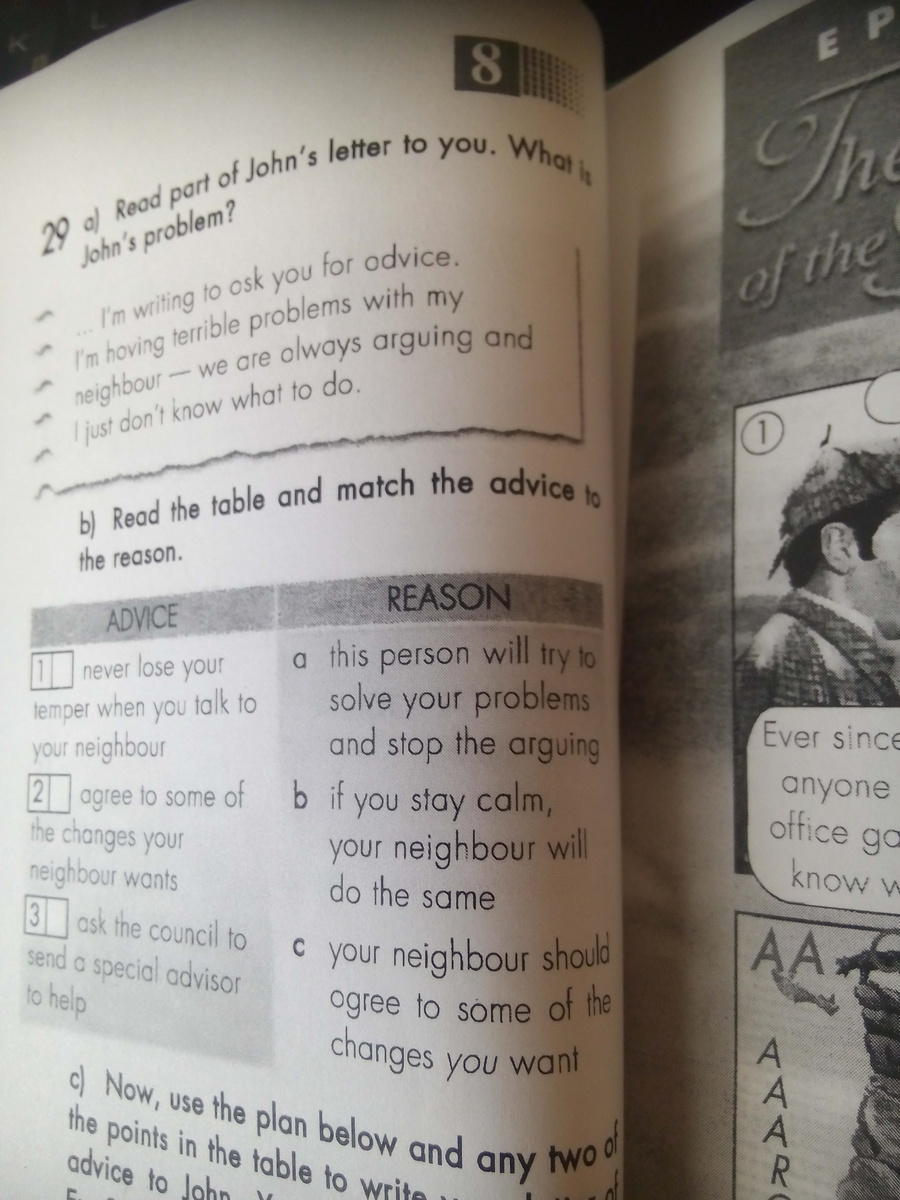 8
29 a) Read part of John's letter to you. What is
John's problem?
... I'm writing to ask you for advice.
I'm having terrible problems with my
neighbour — we are always arguing and
I just don't know what to do.
b) Read the table and match the advice to
the reason.
ADVICE
1 never lose your
temper when you talk to
your neighbour
2 agree to some of
the changes your
neighbour wants
3 ask the council to
send a special advisor
to help
REASON
a this person will try to
solve your problems
and stop the arguing
b if you stay calm,
your neighbour will
do the same
c your neighbour should
agree to some of the
changes you want
c) Now, use the plan below and any two of
the points in the table to write
advice to John.
E P
The
of the
1
Ever since
anyone
office
know
AA
A
A
A
R